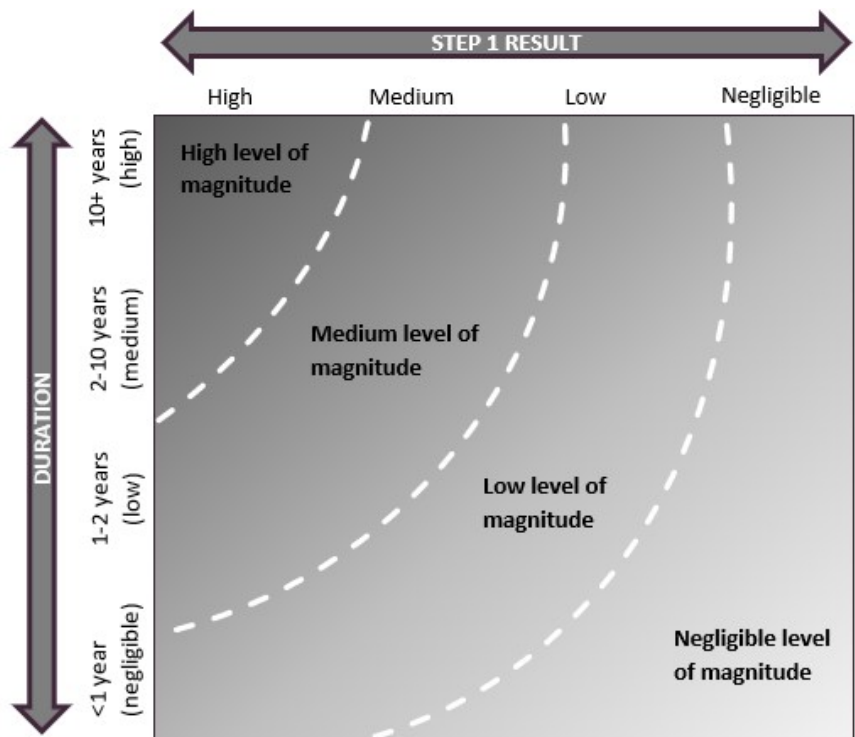 STEP 1 RESULT
High Medium Low Negligible
DURATION
10+ years
(high)
2-10 years
(medium)
1-2 years
(low)
<1 year
(negligible)
High level of
magnitude
Medium level of
magnitude
Low level of
magnitude
Negligible level
of magnitude